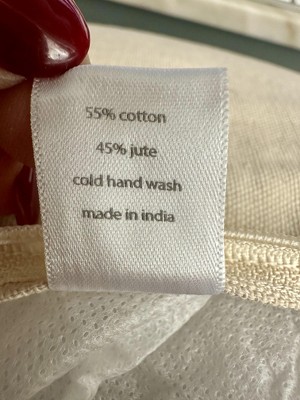 55% cotton
45% jute
cold hand wash
made in india